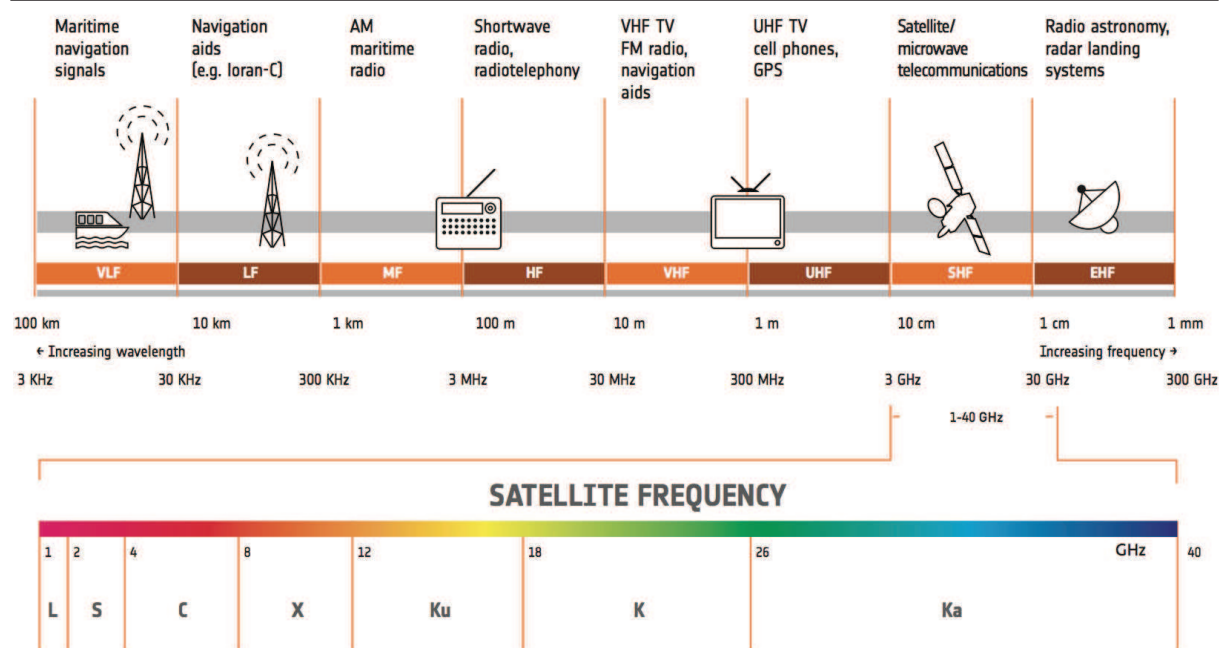 Maritime
navigation
signals
Navigation
aids
(e.g. loran-C)
AM
maritime
radio
Shortwave
radio,
radiotelephony
VHF TV
FM radio,
navigation
aids
UHF TV
cell phones,
GPS
Satellite/
microwave
telecommunications
Radio astronomy,
radar landing
systems
VLF LF MF HF VHF UHF SHF EHF
100 km 10 km 1 km 100 m 10 m 1 m 10 cm 1 cm 1 mm
← Increasing wavelength Increasing frequency →
3 KHz 30 KHz 300 KHz 3 MHz 30 MHz 300 MHz 3 GHz 30 GHz 300 GHz
1-40 GHz
SATELLITE FREQUENCY
1 2 4 8 12 18 26 GHz 40
L S C X Ku K Ka